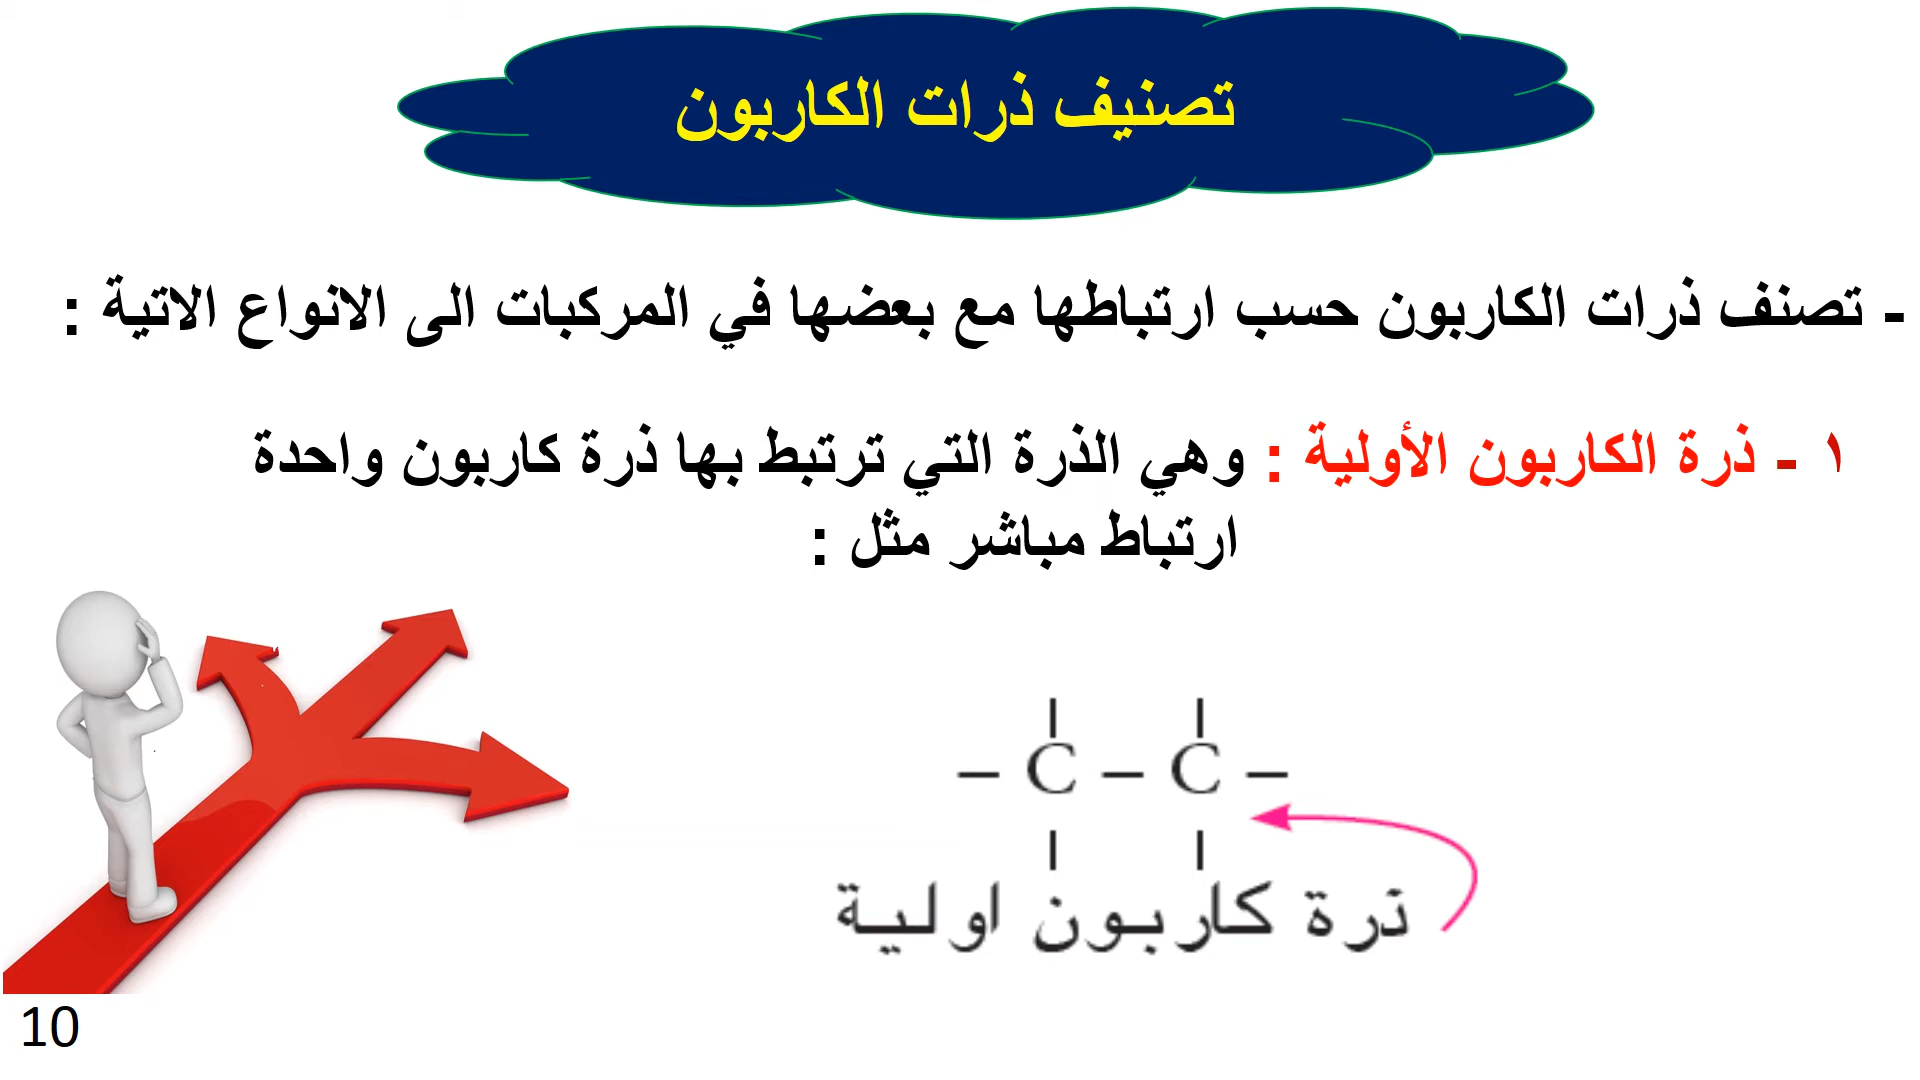 تصنيف ذرات الكاربون
- تصنف ذرات الكاربون حسب ارتباطها مع بعضها في المركبات الى الانواع الاتية :
١ - ذرة الكاربون الأولية : وهي الذرة التي ترتبط بها ذرة كاربون واحدة
ارتباط مباشر مثل :
– C – C –
ذرة كاربون اولية
10